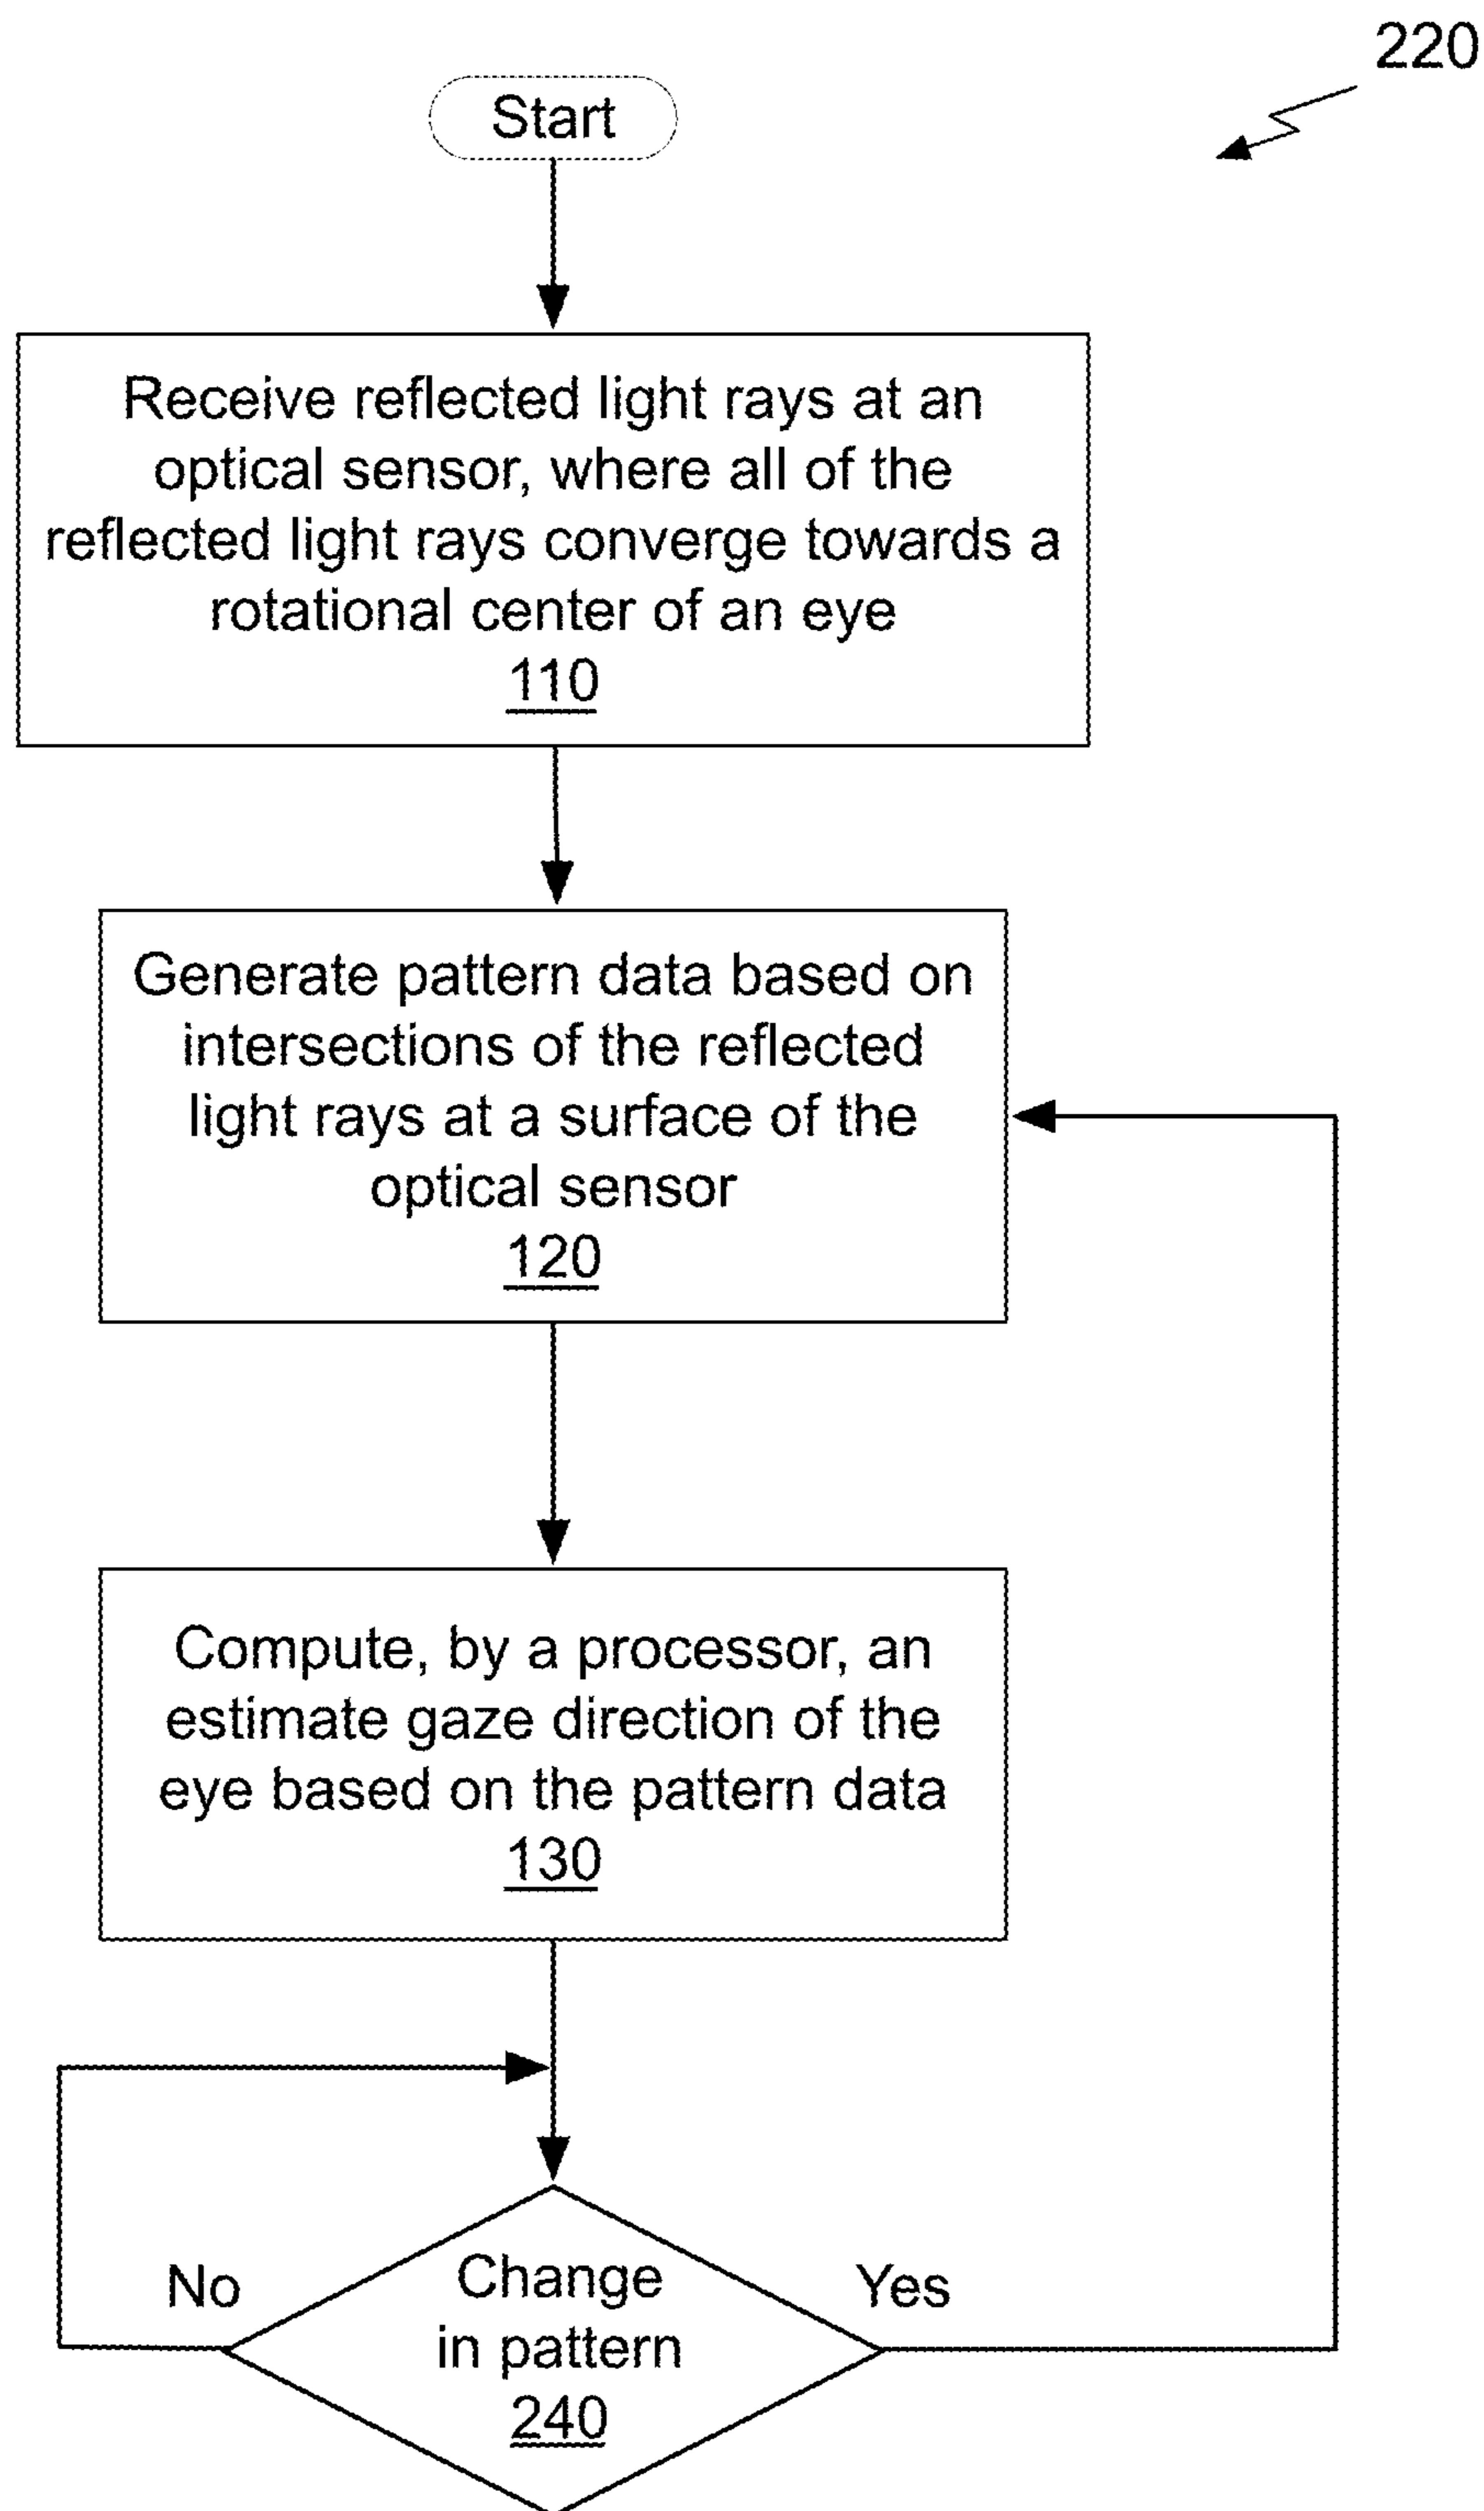 220
Start
Receive reflected light rays at an
optical sensor, where all of the
reflected light rays converge towards a
rotational center of an eye
110
Generate pattern data based on
intersections of the reflected
light rays at a surface of the
optical sensor
120
Compute, by a processor, an
estimate gaze direction of the
eye based on the pattern data
130
No
Change
Yes
in pattern
240